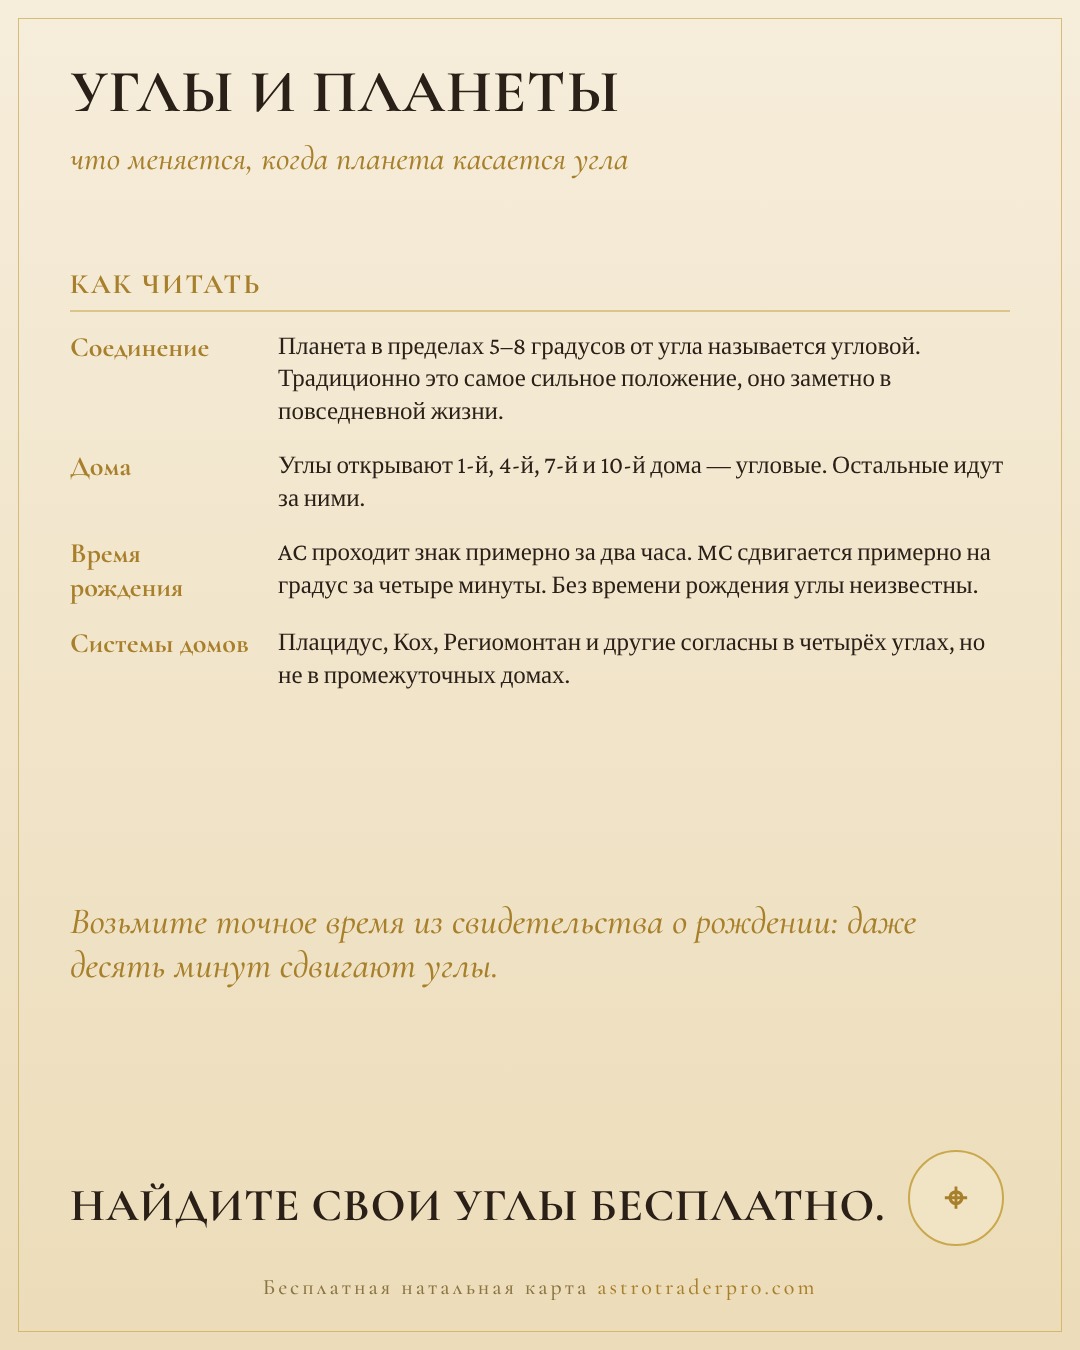 УГЛЫ И ПЛАНЕТЫ
что меняется, когда планета касается угла
КАК ЧИТАТЬ
Соединение
Планета в пределах 5–8 градусов от угла называется угловой.
Традиционно это самое сильное положение, оно заметно в
повседневной жизни.
Дома
Углы открывают 1-й, 4-й, 7-й и 10-й дома — угловые. Остальные идут
за ними.
Время
рождения
AC проходит знак примерно за два часа. MC сдвигается примерно на
градус за четыре минуты. Без времени рождения углы неизвестны.
Системы домов
Плацидус, Кох, Региомонтан и другие согласны в четырёх углах, но
не в промежуточных домах.
Возьмите точное время из свидетельства о рождении: даже
десять минут сдвигают углы.
НАЙДИТЕ СВОИ УГЛЫ БЕСПЛАТНО.
Бесплатная натальная карта astrotraderpro.com